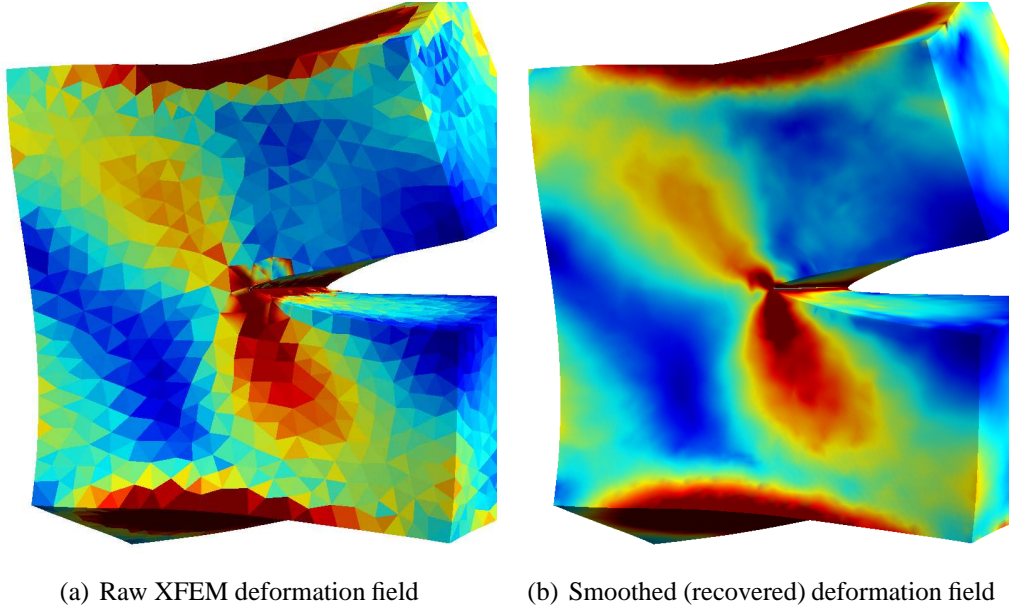 (a) Raw XFEM deformation field
(b) Smoothed (recovered) deformation field